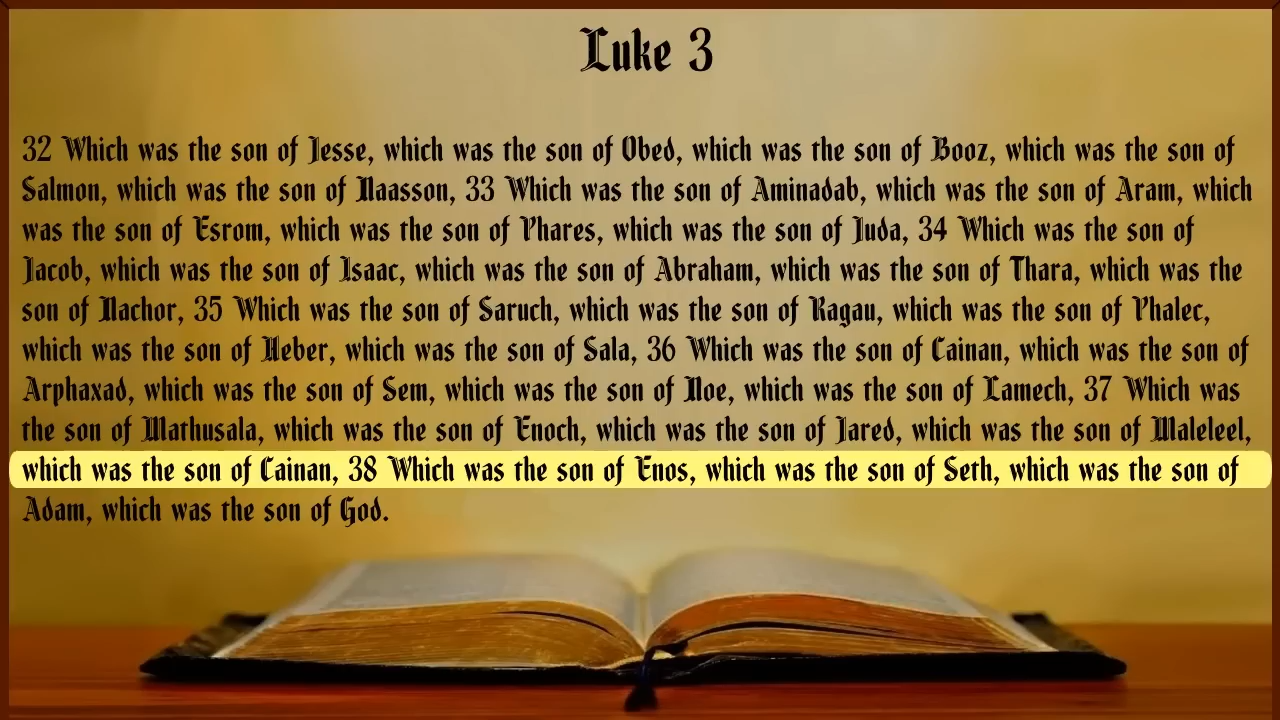 Luke 3
32 Which was the son of Jesse, which was the son of Obed, which was the son of Booz, which was the son of
Salmon, which was the son of Naasson, 33 Which was the son of Aminadab, which was the son of Aram, which
was the son of Esrom, which was the son of Phares, which was the son of Juda, 34 Which was the son of
Jacob, which was the son of Isaac, which was the son of Abraham, which was the son of Thara, which was the
son of Nachor, 35 Which was the son of Saruch, which was the son of Ragau, which was the son of Phalec,
which was the son of Heber, which was the son of Sala, 36 Which was the son of Cainan, which was the son of
Arphaxad, which was the son of Sem, which was the son of Noe, which was the son of Lamech, 37 Which was
the son of Mathusala, which was the son of Enoch, which was the son of Jared, which was the son of Maleleel,
which was the son of Cainan, 38 Which was the son of Enos, which was the son of Seth, which was the son of
Adam, which was the son of God.